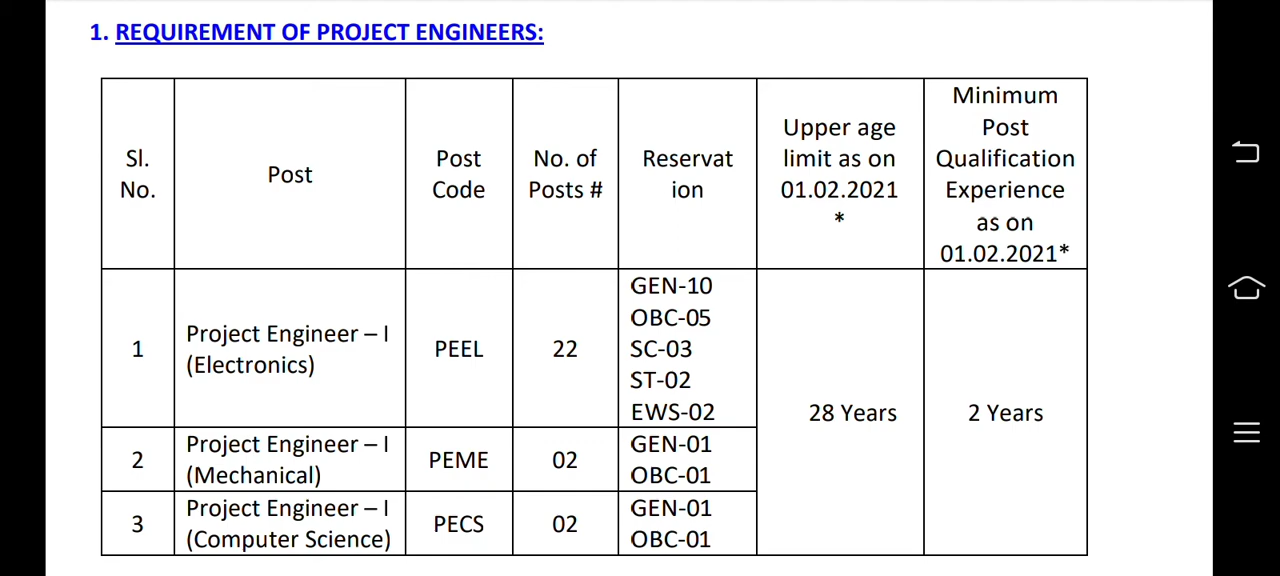 1. REQUIREMENT OF PROJECT ENGINEERS:
Sl.
No.
Post
Post
Code
No. of
Posts #
Reservat
ion
Upper age
limit as on
01.02.2021
*
Minimum
Post
Qualification
Experience
as on
01.02.2021*
1
Project Engineer – I
(Electronics)
PEEL
22
GEN-10
OBC-05
SC-03
ST-02
EWS-02
28 Years
2 Years
2
Project Engineer – I
(Mechanical)
PEME
02
GEN-01
OBC-01
3
Project Engineer – I
(Computer Science)
PECS
02
GEN-01
OBC-01